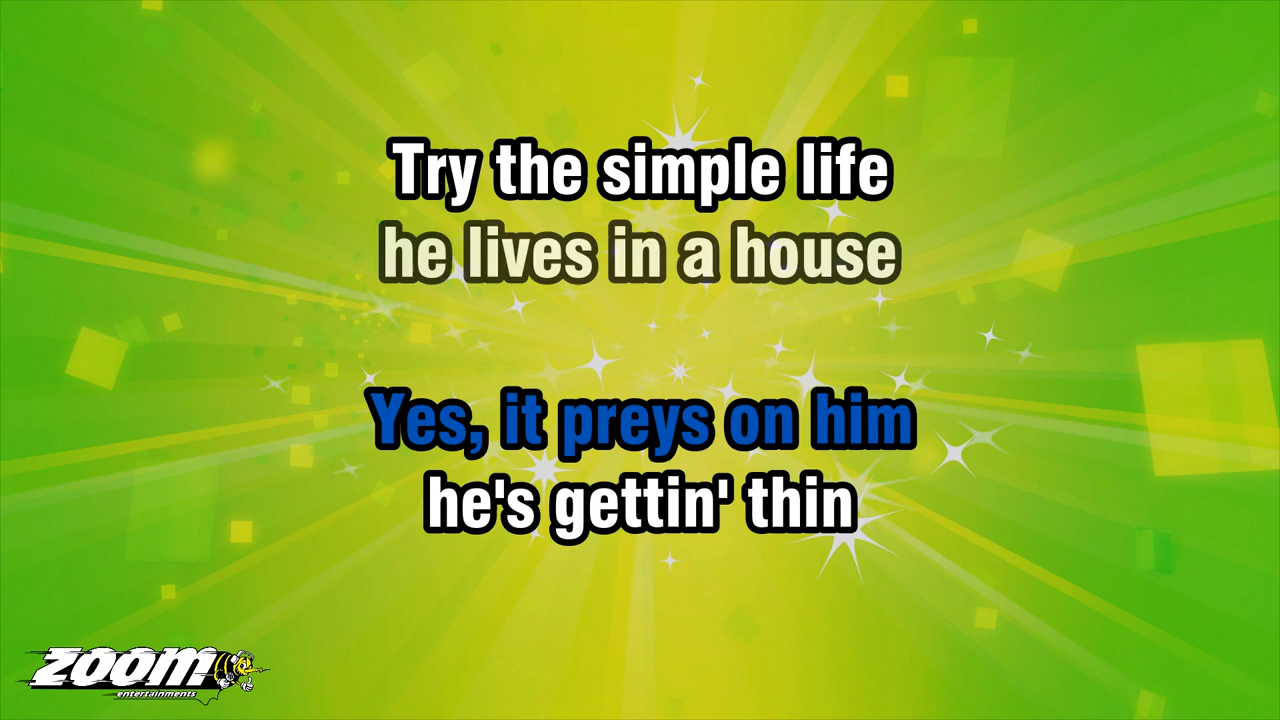 Try the simple life
he lives in a house
Yes, it preys on him
he's gettin' thin
ZOOM
entertainments